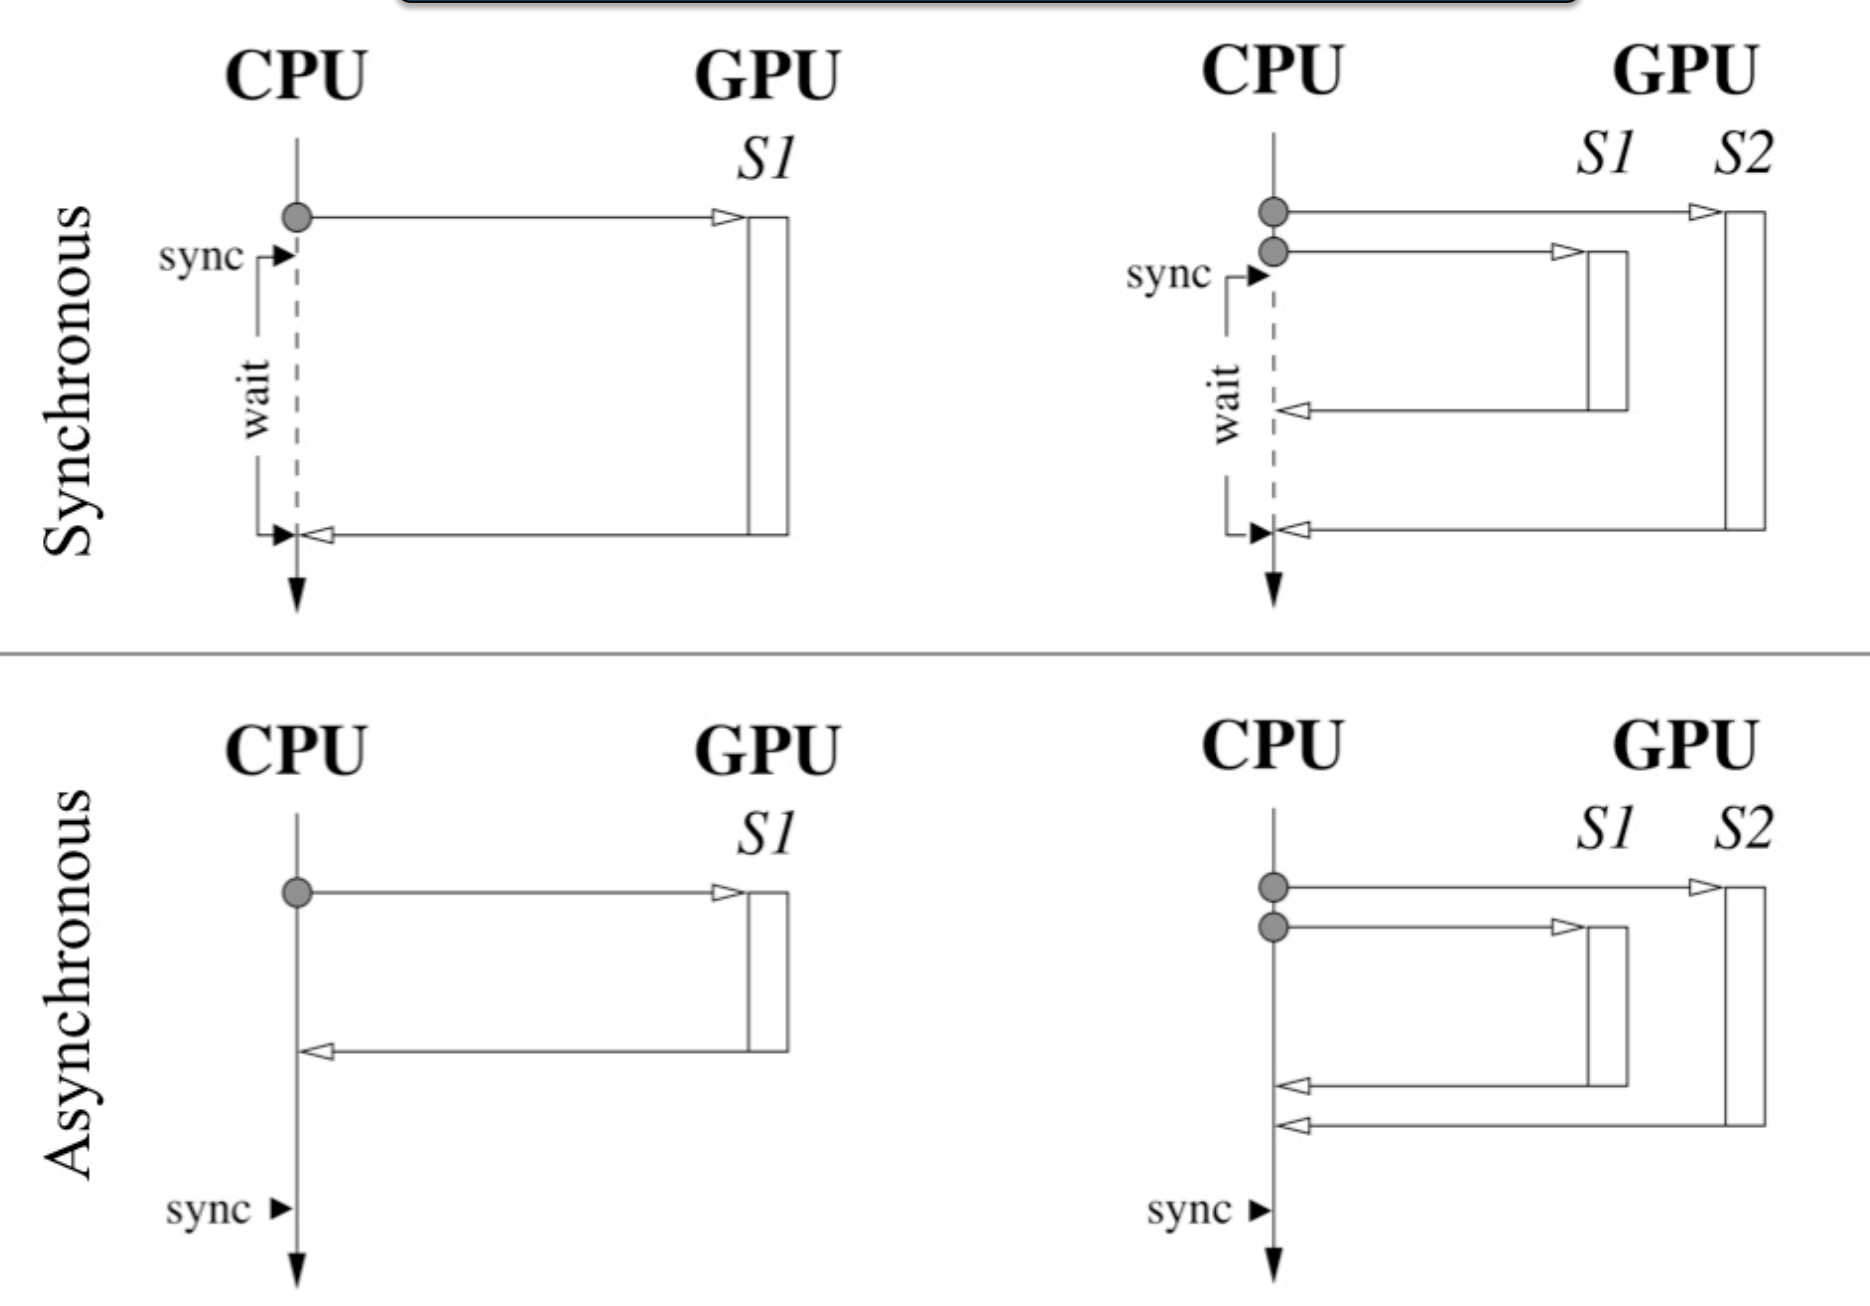 CPU GPU
S1
Synchronous
sync
wait
CPU GPU
S1 S2
sync
wait
CPU GPU
S1
Asynchronous
sync
CPU GPU
S1 S2
sync